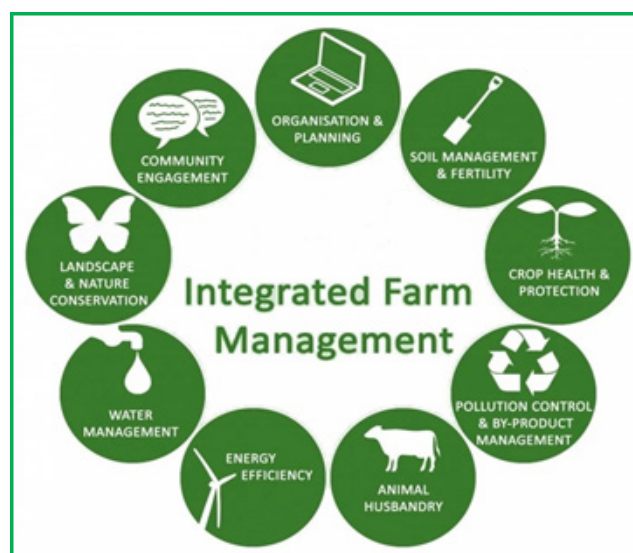 ORGANISATION &
PLANNING
SOIL MANAGEMENT
& FERTILITY
CROP HEALTH &
PROTECTION
POLLUTION CONTROL
& BY-PRODUCT
MANAGEMENT
ANIMAL
HUSBANDRY
ENERGY
EFFICIENCY
WATER
MANAGEMENT
LANDSCAPE
& NATURE
CONSERVATION
COMMUNITY
ENGAGEMENT
Integrated Farm
Management